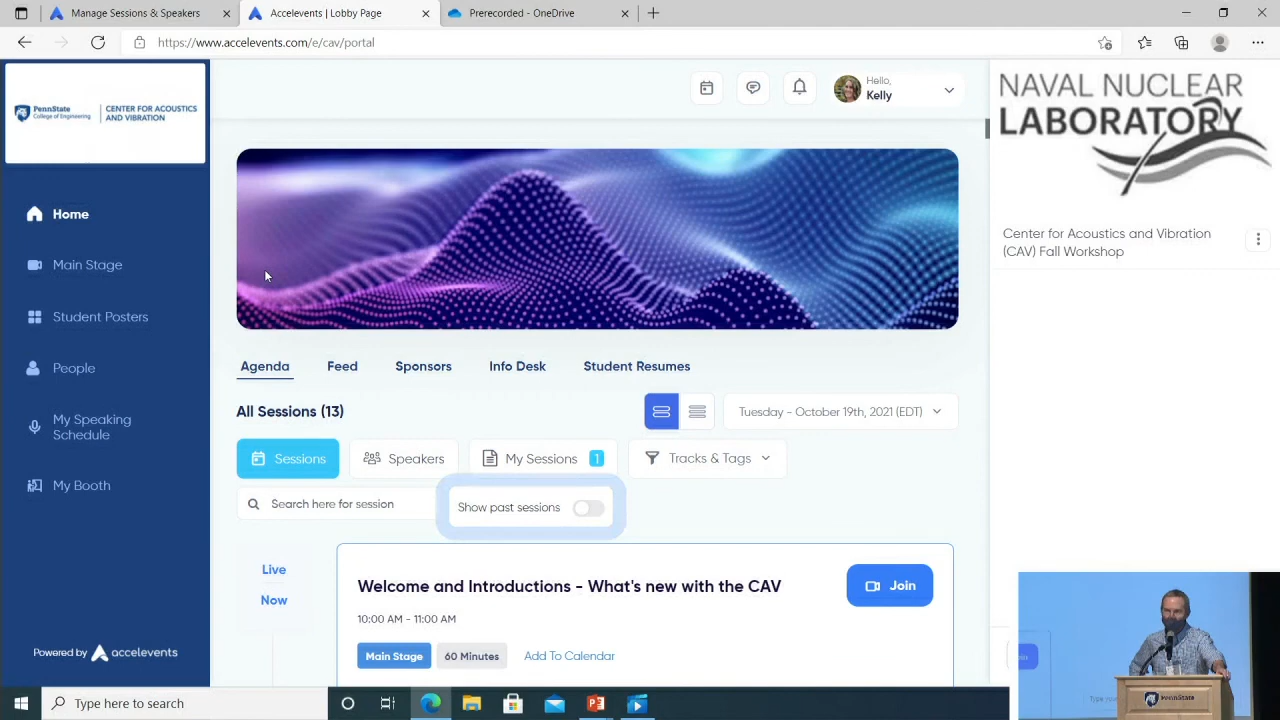 Manage Sessions & Speakers
Accelevents | Lobby Page
Prerecorded - OneDrive
https://www.accelevents.com/e/cav/portal
PennState
College of Engineering
CENTER FOR ACOUSTICS
AND VIBRATION
Home
Main Stage
Student Posters
People
My Speaking
Schedule
My Booth
Powered by accelevents
Hello,
Kelly
Agenda
Feed
Sponsors
Info Desk
Student Resumes
All Sessions (13)
Tuesday - October 19th, 2021 (EDT)
Sessions
Speakers
My Sessions 1
Tracks & Tags
Search here for session
Show past sessions
Live
Now
Welcome and Introductions - What's new with the CAV
Join
10:00 AM - 11:00 AM
Main Stage
60 Minutes
Add To Calendar
NAVAL NUCLEAR
LABORATORY
Center for Acoustics and Vibration
(CAV) Fall Workshop
PennState
Type here to search